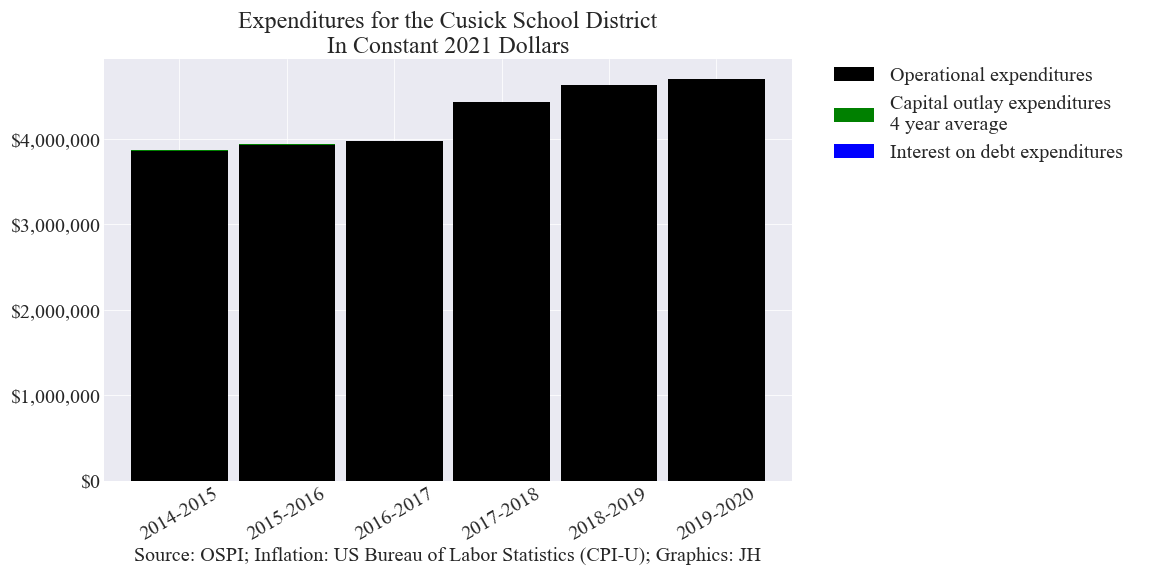 Expenditures for the Cusick School District
In Constant 2021 Dollars
Operational expenditures
Capital outlay expenditures
4 year average
Interest on debt expenditures
$4,000,000
$3,000,000
$2,000,000
$1,000,000
$0
2014-2015
2015-2016
2016-2017
2017-2018
2018-2019
2019-2020
Source: OSPI; Inflation: US Bureau of Labor Statistics (CPI-U); Graphics: JH